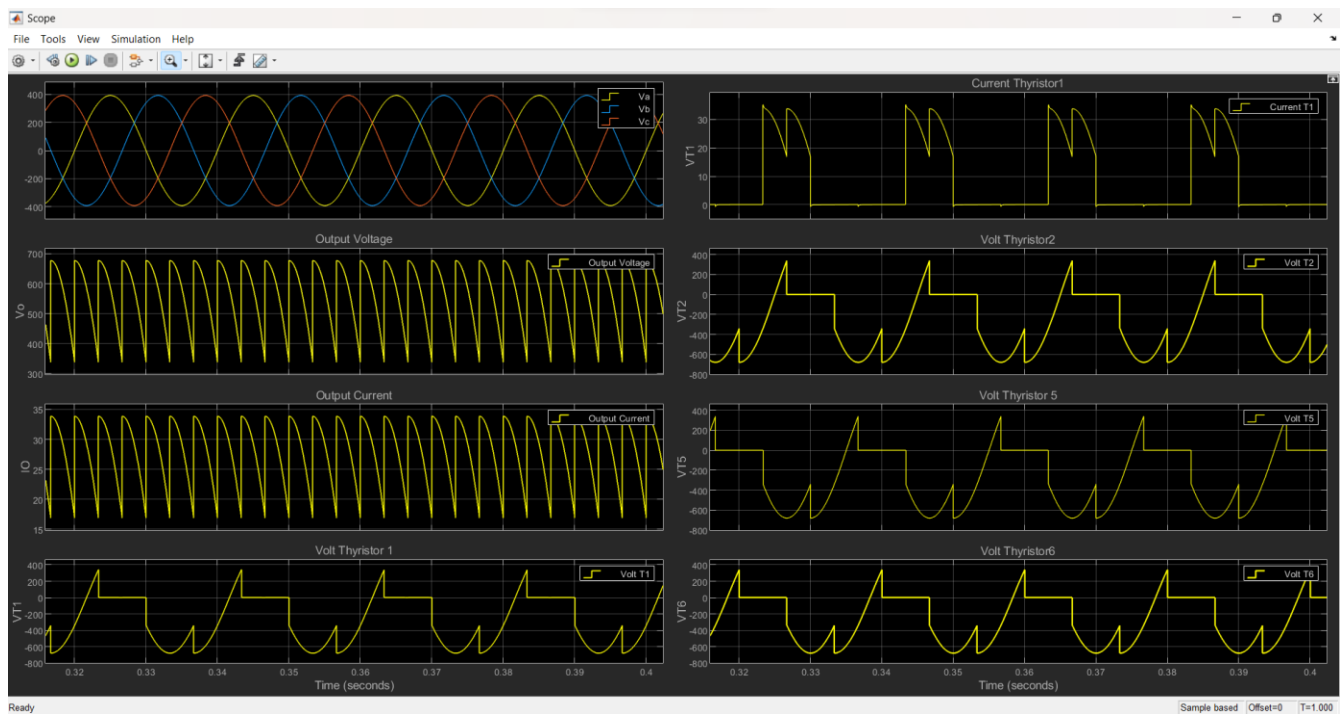 Scope
File Tools View Simulation Help
400
200
0
-200
-400
Va
Vb
Vc
Output Voltage
Vo
700
600
500
400
300
Output Voltage
Output Current
IO
35
30
25
20
15
Output Current
Volt Thyristor 1
VT1
400
200
0
-200
-400
-600
-800
Volt T1
0.32 0.33 0.34 0.35 0.36 0.37 0.38 0.39 0.4
Time (seconds)
Current Thyristor1
VT1
30
20
10
0
Current T1
Volt Thyristor2
VT2
400
200
0
-200
-400
-600
-800
Volt T2
Volt Thyristor 5
VT5
400
200
0
-200
-400
-600
-800
Volt T5
Volt Thyristor6
VT6
400
200
0
-200
-400
-600
-800
Volt T6
0.32 0.33 0.34 0.35 0.36 0.37 0.38 0.39 0.4
Time (seconds)
Ready
Sample based Offset=0 T=1.000